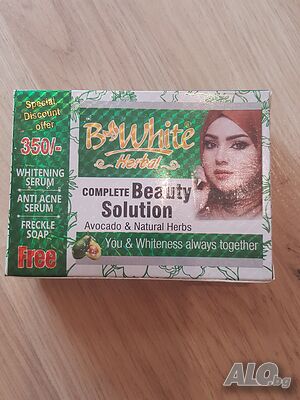 Special
Discount
offer
350/-
WHITENING
SERUM
ANTI ACNE
SERUM
FRECKLE
SOAP
Free
B White
Herbal
COMPLETE Beauty
Solution
Avocado & Natural Herbs
You & Whiteness always together
ALO.bg